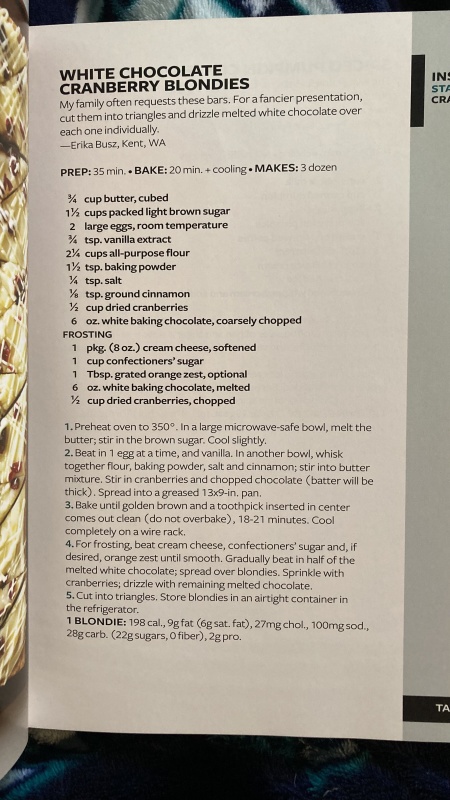 WHITE CHOCOLATE
CRANBERRY BLONDIES
My family often requests these bars. For a fancier presentation,
cut them into triangles and drizzle melted white chocolate over
each one individually.
—Erika Busz, Kent, WA
PREP: 35 min. • BAKE: 20 min. + cooling • MAKES: 3 dozen
¾ cup butter, cubed
1½ cups packed light brown sugar
2 large eggs, room temperature
¾ tsp. vanilla extract
2¼ cups all-purpose flour
1½ tsp. baking powder
¼ tsp. salt
⅛ tsp. ground cinnamon
½ cup dried cranberries
6 oz. white baking chocolate, coarsely chopped
FROSTING
1 pkg. (8 oz.) cream cheese, softened
1 cup confectioners' sugar
1 Tbsp. grated orange zest, optional
6 oz. white baking chocolate, melted
½ cup dried cranberries, chopped
1. Preheat oven to 350°. In a large microwave-safe bowl, melt the
butter; stir in the brown sugar. Cool slightly.
2. Beat in 1 egg at a time, and vanilla. In another bowl, whisk
together flour, baking powder, salt and cinnamon; stir into butter
mixture. Stir in cranberries and chopped chocolate (batter will be
thick). Spread into a greased 13x9-in. pan.
3. Bake until golden brown and a toothpick inserted in center
comes out clean (do not overbake), 18-21 minutes. Cool
completely on a wire rack.
4. For frosting, beat cream cheese, confectioners' sugar and, if
desired, orange zest until smooth. Gradually beat in half of the
melted white chocolate; spread over blondies. Sprinkle with
cranberries; drizzle with remaining melted chocolate.
5. Cut into triangles. Store blondies in an airtight container in
the refrigerator.
1 BLONDIE: 198 cal., 9g fat (6g sat. fat), 27mg chol., 100mg sod.,
28g carb. (22g sugars, 0 fiber), 2g pro.
INS
STA
CRA
TA